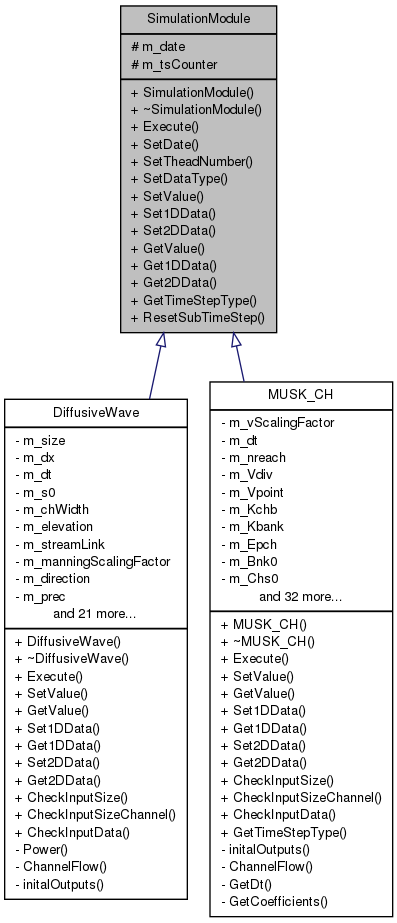 SimulationModule
# m_date
# m_tsCounter
+ SimulationModule()
+ ~SimulationModule()
+ Execute()
+ SetDate()
+ SetTheadNumber()
+ SetDataType()
+ SetValue()
+ Set1DData()
+ Set2DData()
+ GetValue()
+ Get1DData()
+ Get2DData()
+ GetTimeStepType()
+ ResetSubTimeStep()
DiffusiveWave
- m_size
- m_dx
- m_dt
- m_s0
- m_chWidth
- m_elevation
- m_streamLink
- m_manningScalingFactor
- m_direction
- m_prec
and 21 more...
+ DiffusiveWave()
+ ~DiffusiveWave()
+ Execute()
+ SetValue()
+ GetValue()
+ Set1DData()
+ Get1DData()
+ Set2DData()
+ Get2DData()
+ CheckInputSize()
+ CheckInputSizeChannel()
+ CheckInputData()
- Power()
- ChannelFlow()
- initalOutputs()
MUSK_CH
- m_vScalingFactor
- m_dt
- m_nreach
- m_Vdiv
- m_Vpoint
- m_Kchb
- m_Kbank
- m_Epch
- m_Bnk0
- m_Chs0
and 32 more...
+ MUSK_CH()
+ ~MUSK_CH()
+ Execute()
+ SetValue()
+ GetValue()
+ Set1DData()
+ Get1DData()
+ Set2DData()
+ Get2DData()
+ CheckInputSize()
+ CheckInputSizeChannel()
+ CheckInputData()
+ GetTimeStepType()
- initalOutputs()
- ChannelFlow()
- GetDt()
- GetCoefficients()